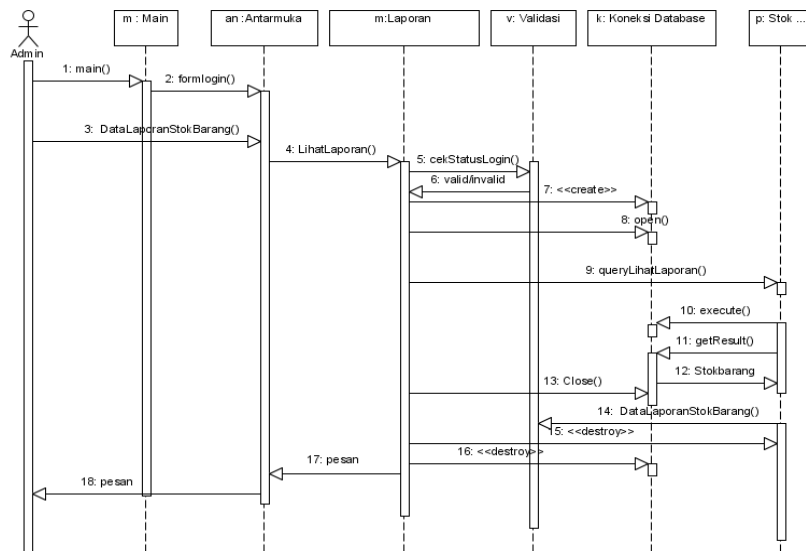 m : Main
an :Antarmuka
m:Laporan
v: Validasi
k: Koneksi Database
p: Stok ...
Admin
1: main()
2: formlogin()
3: DataLaporanStokBarang()
4: LihatLaporan()
5: cekStatusLogin()
6: valid/invalid
7: <<create>>
8: open()
9: queryLihatLaporan()
10: execute()
11: getResult()
12: Stokbarang
13: Close()
14: DataLaporanStokBarang()
15: <<destroy>>
16: <<destroy>>
17: pesan
18: pesan